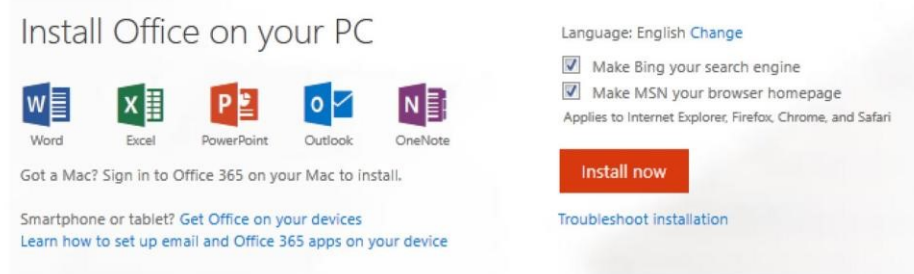 Install Office on your PC
Word Excel PowerPoint Outlook OneNote
Got a Mac? Sign in to Office 365 on your Mac to install.
Smartphone or tablet? Get Office on your devices
Learn how to set up email and Office 365 apps on your device
Language: English Change
Make Bing your search engine
Make MSN your browser homepage
Applies to Internet Explorer, Firefox, Chrome, and Safari
Install now
Troubleshoot installation